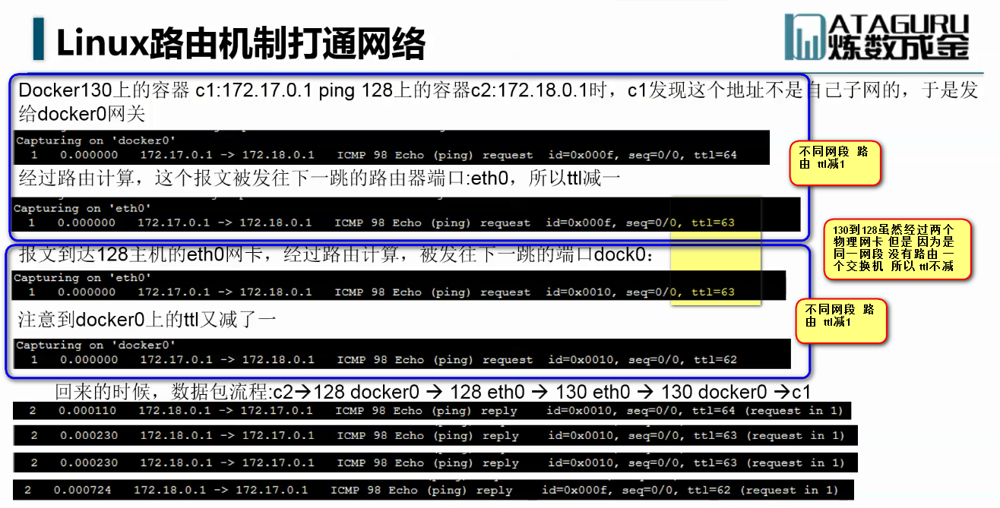 Linux路由机制打通网络
DATAGURU
炼数成金
Docker130上的容器 c1:172.17.0.1 ping 128上的容器c2:172.18.0.1时，c1发现这个地址不是自己子网的，于是发
给docker0网关
Capturing on 'docker0'
1 0.000000 172.17.0.1 -> 172.18.0.1 ICMP 98 Echo (ping) request id=0x000f, seq=0/0, ttl=64
不同网段 路
由 ttl减1
经过路由计算，这个报文被发往下一跳的路由器端口:eth0，所以ttl减一
Capturing on 'eth0'
1 0.000000 172.17.0.1 -> 172.18.0.1 ICMP 98 Echo (ping) request id=0x000f, seq=0/0, ttl=63
130到128虽然经过两个
物理网卡 但是 因为是
同一网段 没有路由 一
个交换机 所以 ttl不减
报文到达128主机的eth0网卡，经过路由计算，被发往下一跳的端口dock0：
Capturing on 'eth0'
1 0.000000 172.17.0.1 -> 172.18.0.1 ICMP 98 Echo (ping) request id=0x0010, seq=0/0, ttl=63
不同网段 路
由 ttl减1
注意到docker0上的ttl又减了一
Capturing on 'docker0'
1 0.000000 172.17.0.1 -> 172.18.0.1 ICMP 98 Echo (ping) request id=0x0010, seq=0/0, ttl=62
回来的时候，数据包流程:c2→128 docker0 → 128 eth0 → 130 eth0 → 130 docker0 →c1
2 0.000110 172.18.0.1 -> 172.17.0.1 ICMP 98 Echo (ping) reply id=0x0010, seq=0/0, ttl=64 (request in 1)
2 0.000230 172.18.0.1 -> 172.17.0.1 ICMP 98 Echo (ping) reply id=0x0010, seq=0/0, ttl=63 (request in 1)
2 0.000230 172.18.0.1 -> 172.17.0.1 ICMP 98 Echo (ping) reply id=0x0010, seq=0/0, ttl=63 (request in 1)
2 0.000724 172.18.0.1 -> 172.17.0.1 ICMP 98 Echo (ping) reply id=0x000f, seq=0/0, ttl=62 (request in 1)